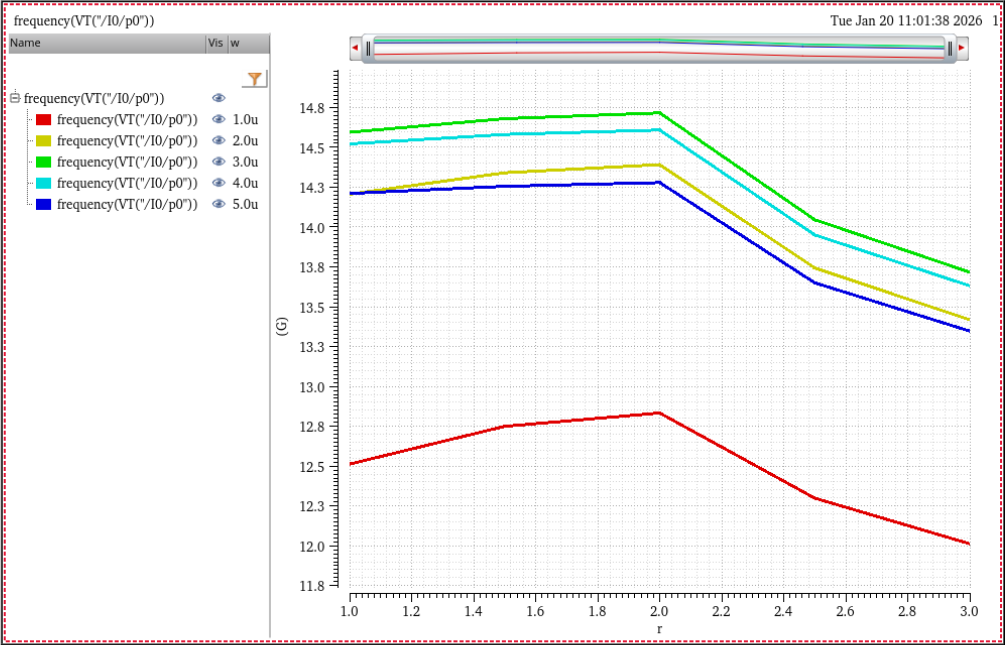 frequency(VT("/I0/p0"))
Tue Jan 20 11:01:38 2026 1
Name Vis w
frequency(VT("/I0/p0"))
frequency(VT("/I0/p0")) 1.0u
frequency(VT("/I0/p0")) 2.0u
frequency(VT("/I0/p0")) 3.0u
frequency(VT("/I0/p0")) 4.0u
frequency(VT("/I0/p0")) 5.0u
(G)
14.8
14.5
14.3
14.0
13.8
13.5
13.3
13.0
12.8
12.5
12.3
12.0
11.8
1.0 1.2 1.4 1.6 1.8 2.0 2.2 2.4 2.6 2.8 3.0
r